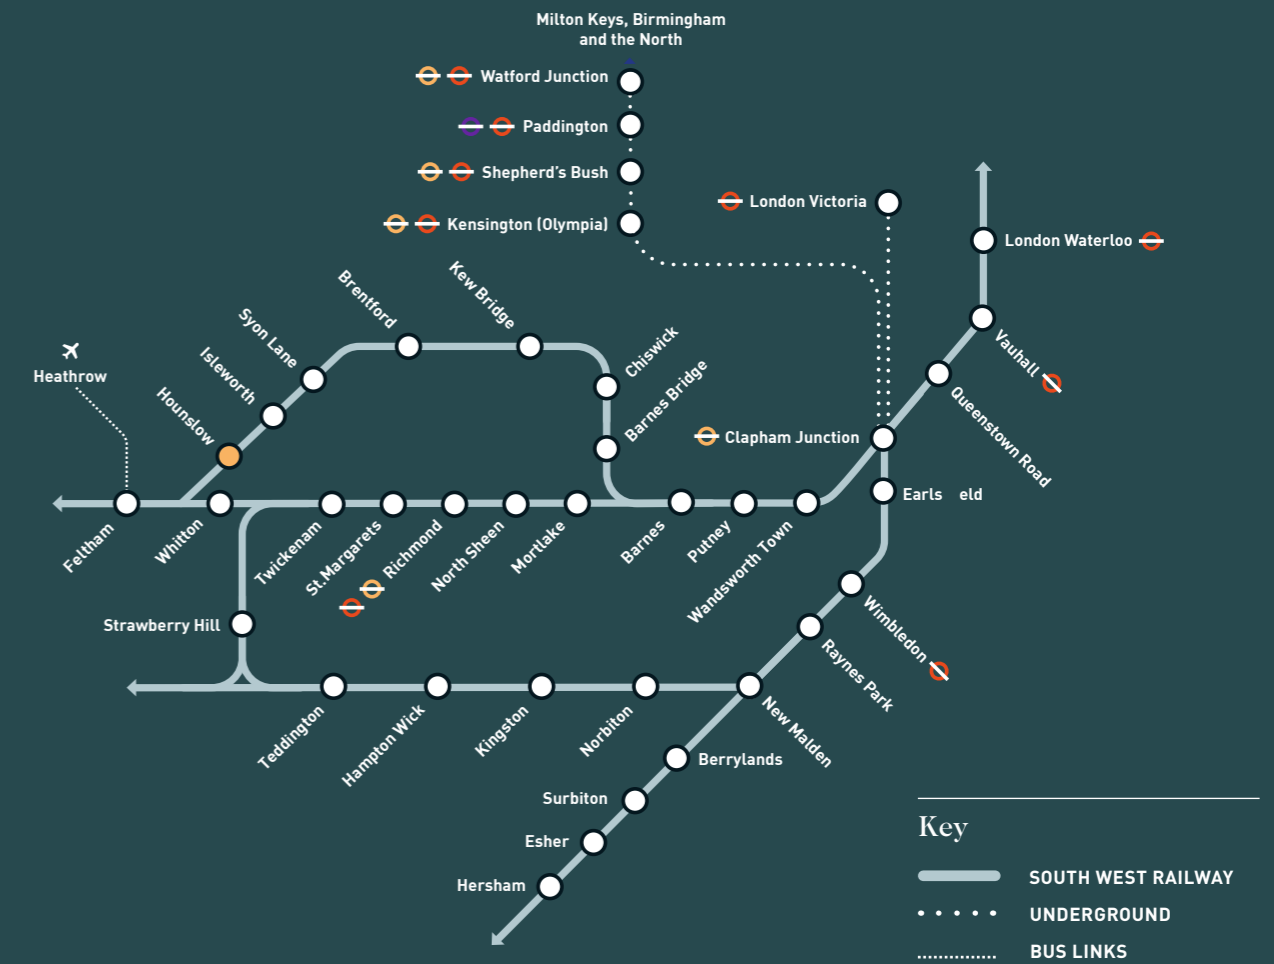 Milton Keys, Birmingham
and the North
Watford Junction
Paddington
Shepherd's Bush
Kensington (Olympia)
London Victoria
London Waterloo
Vauhall
Queenstown Road
Clapham Junction
Earls eld
Wimbledon
Raynes Park
New Malden
Berrylands
Surbiton
Esher
Hersham
Heathrow
Hounslow
Isleworth
Syon Lane
Brentford
Kew Bridge
Chiswick
Barnes Bridge
Feltham
Whitton
Twickenam
St.Margarets
Richmond
North Sheen
Mortlake
Barnes
Putney
Wandsworth Town
Strawberry Hill
Teddington
Hampton Wick
Kingston
Norbiton
Key
SOUTH WEST RAILWAY
UNDERGROUND
BUS LINKS